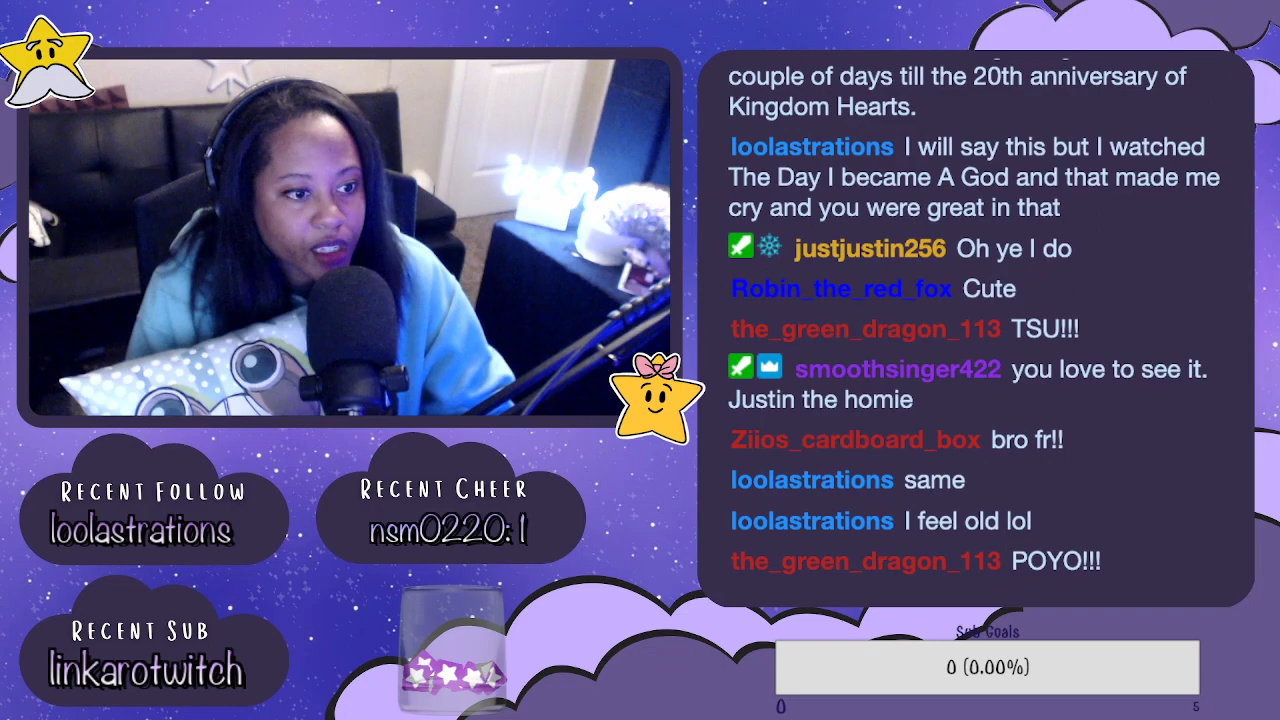 couple of days till the 20th anniversary of
Kingdom Hearts.
loolastrations I will say this but I watched
The Day I became A God and that made me
cry and you were great in that
justjustin256 Oh ye I do
Robin_the_red_fox Cute
the_green_dragon_113 TSU!!!
smoothsinger422 you love to see it.
Justin the homie
Ziios_cardboard_box bro fr!!
loolastrations same
loolastrations I feel old lol
the_green_dragon_113 POYO!!!
RECENT FOLLOW
loolastrations
RECENT CHEER
nsm0220: 1
RECENT SUB
linkarotwitch
Sub Goals
0 (0.00%)
0
5